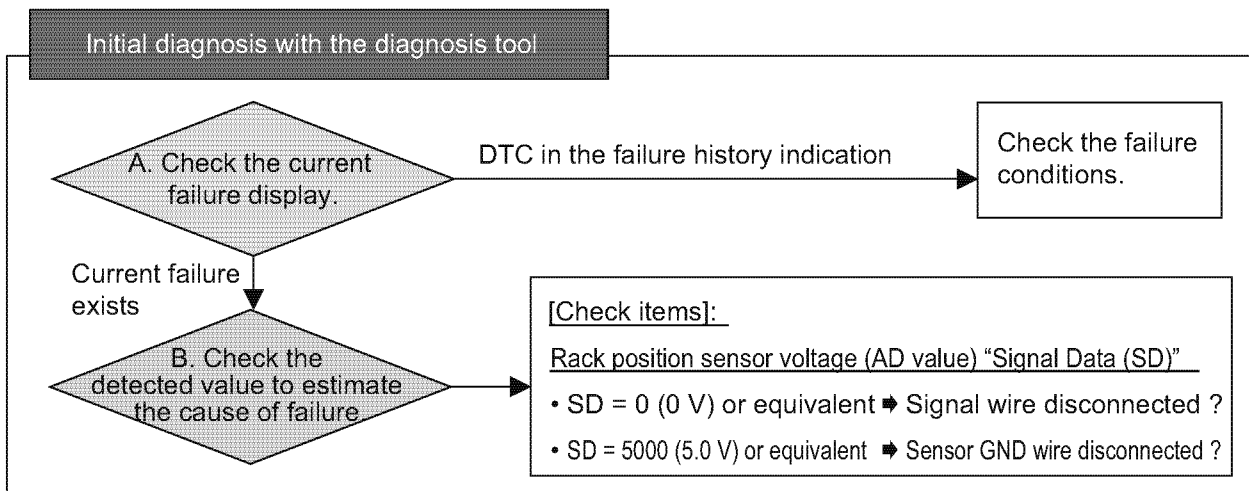 Initial diagnosis with the diagnosis tool
A. Check the current
failure display.
DTC in the failure history indication
Check the failure
conditions.
Current failure
exists
B. Check the
detected value to estimate
the cause of failure.
[Check items]:
Rack position sensor voltage (AD value) “Signal Data (SD)”
• SD = 0 (0 V) or equivalent ➡ Signal wire disconnected ?
• SD = 5000 (5.0 V) or equivalent ➡ Sensor GND wire disconnected ?